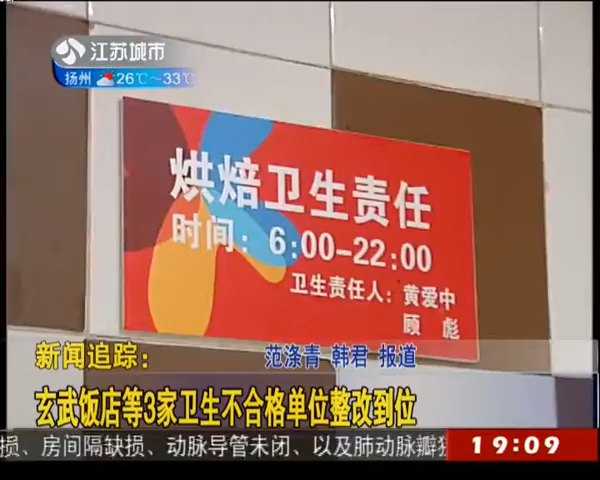 江苏城市
扬州 26℃~33℃
烘焙卫生责任
时间：6:00-22:00
卫生责任人：黄爱中
顾 彪
新闻追踪：
范涤青 韩君 报道
玄武饭店等3家卫生不合格单位整改到位
损、房间隔缺损、动脉导管未闭、以及肺动脉瓣狭
19:09